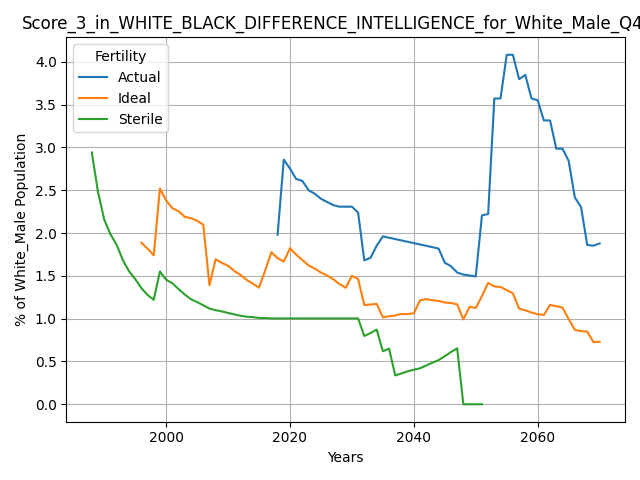 Score_3_in_WHITE_BLACK_DIFFERENCE_INTELLIGENCE_for_White_Male_Q4
Fertility
Actual
Ideal
Sterile
% of White_Male Population
4.0
3.5
3.0
2.5
2.0
1.5
1.0
0.5
0.0
2000 2020 2040 2060
Years